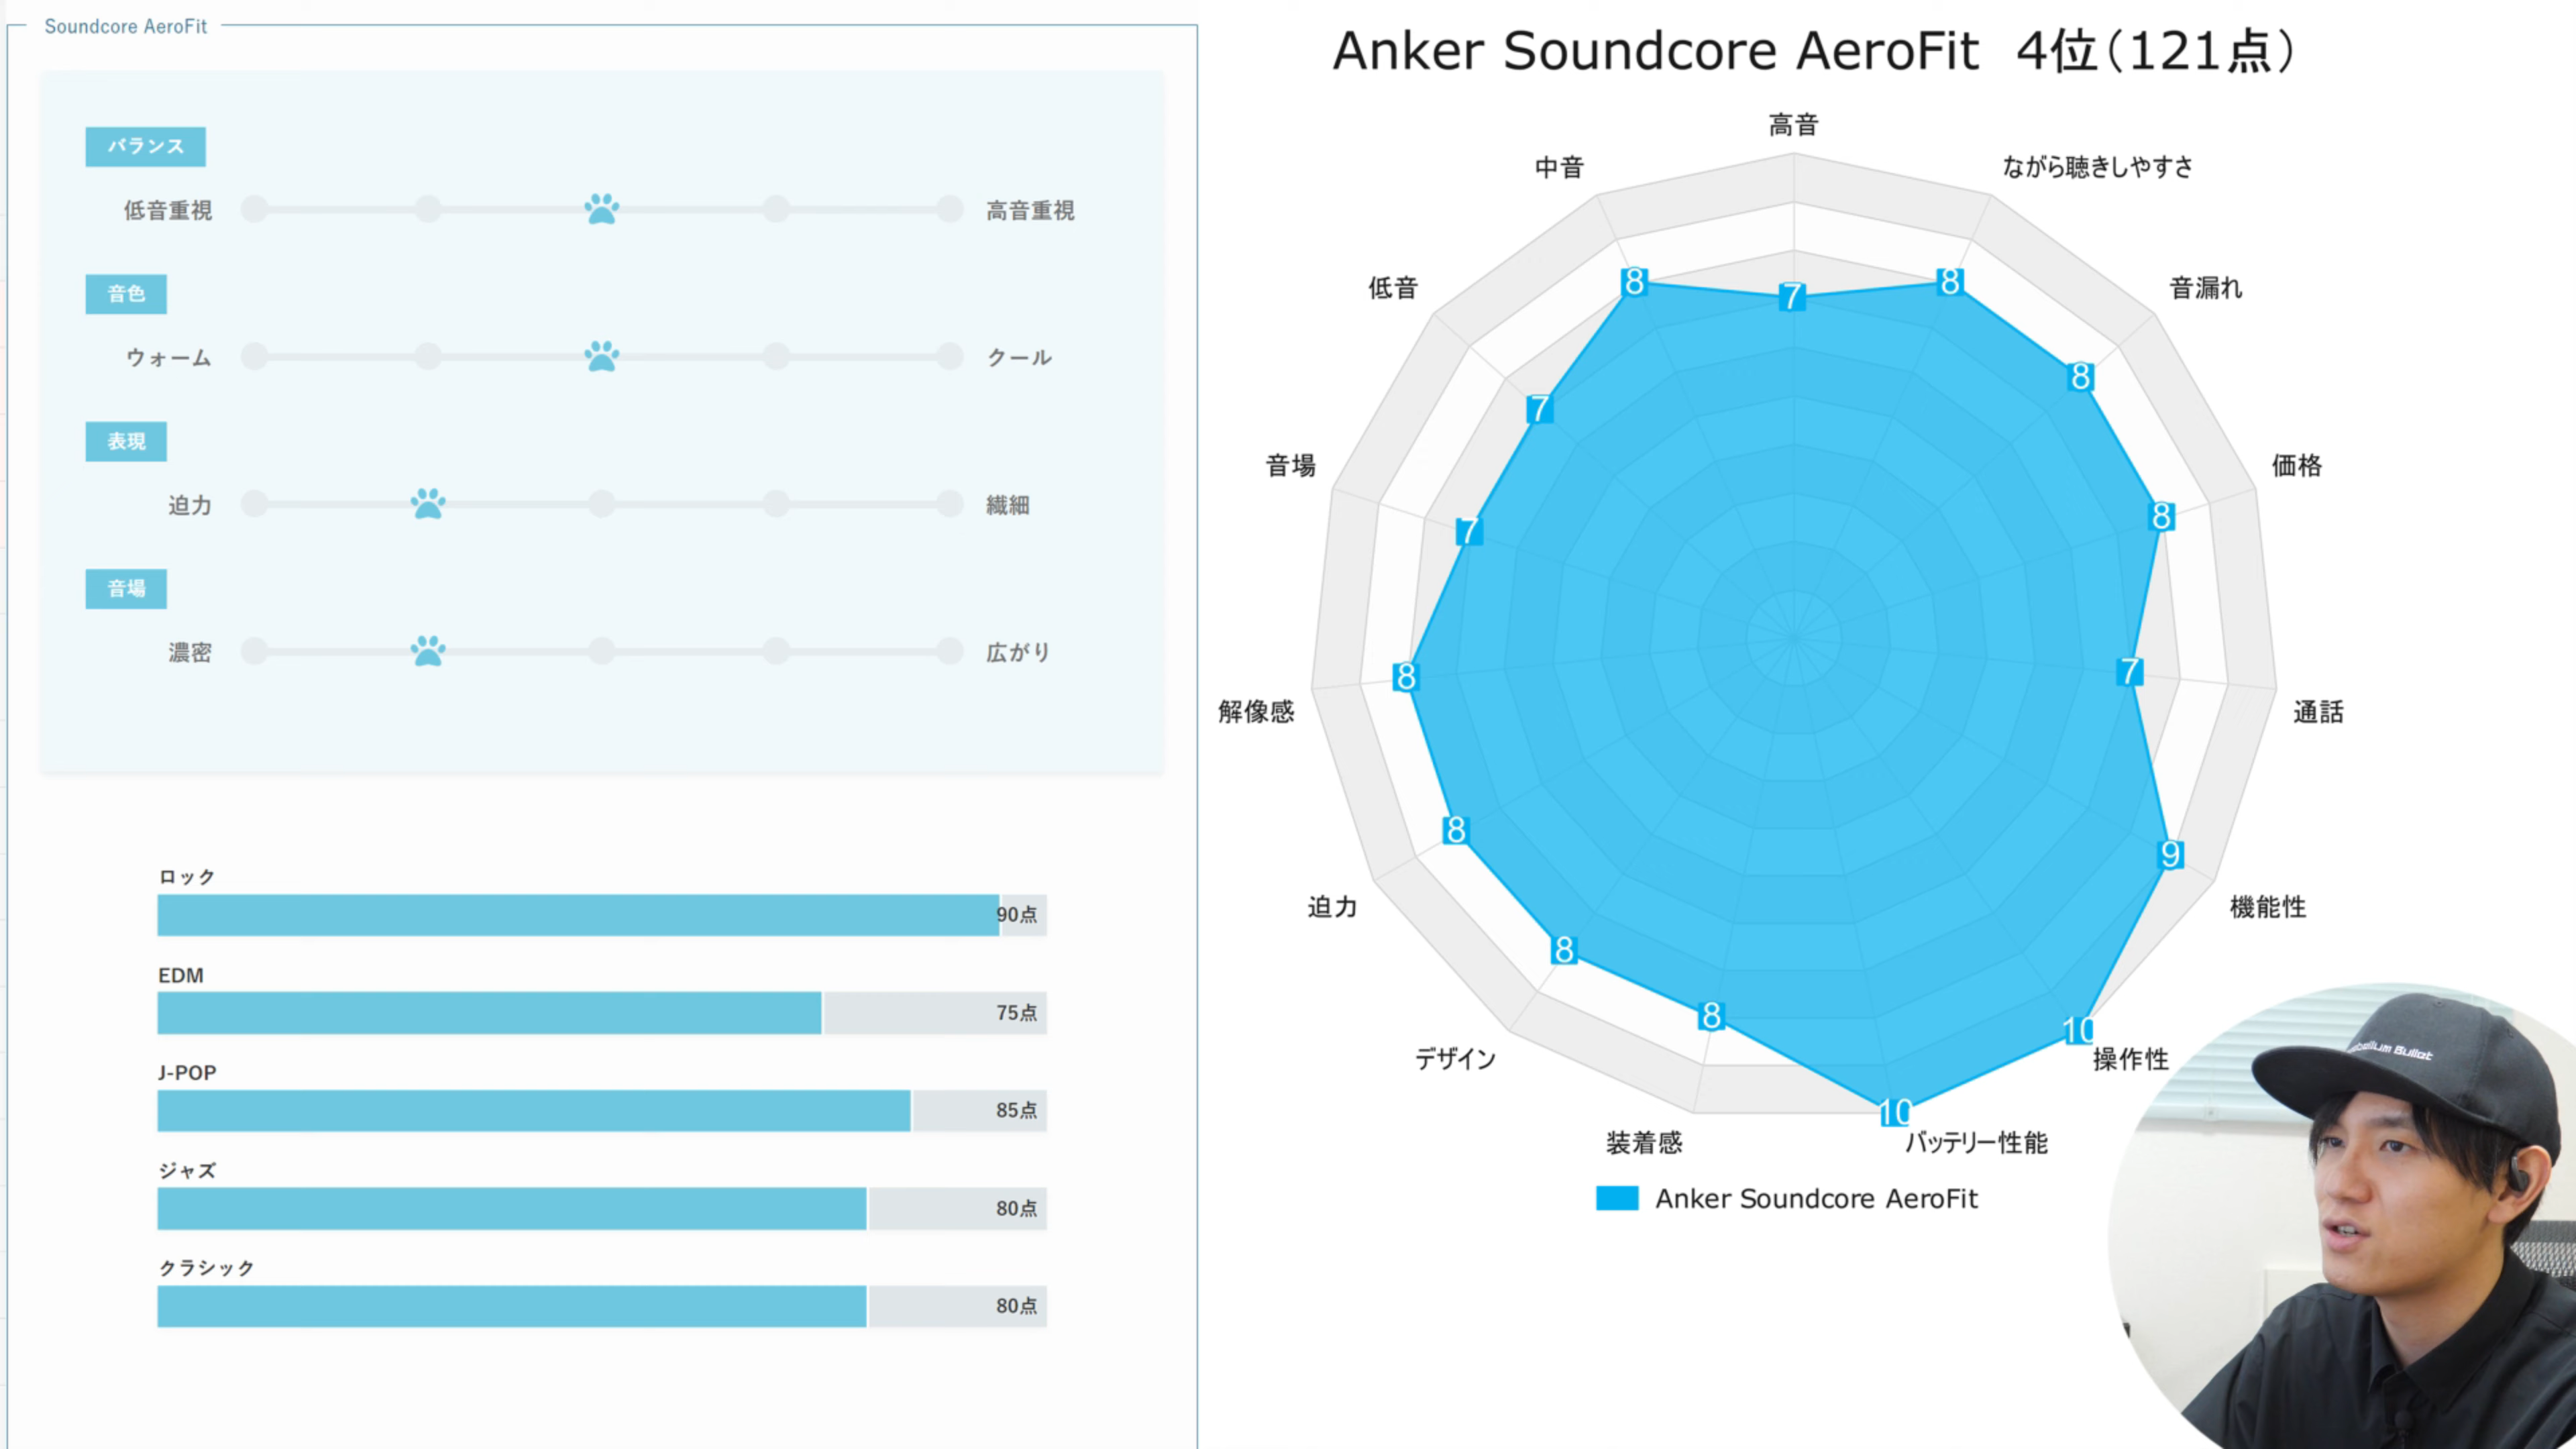 Soundcore AeroFit
バランス
低音重視 高音重視
音色
ウォーム クール
表現
迫力 繊細
音場
濃密 広がり
ロック
90点
EDM
75点
J-POP
85点
ジャズ
80点
クラシック
80点
Anker Soundcore AeroFit 4位(121点)
高音
中音 ながら聴きしやすさ
低音 音漏れ
音場 価格
解像感 通話
迫力 機能性
デザイン 操作性
装着感 バッテリー性能
7
8
8
7
8
7
8
8
7
8
9
8
10
8
10
Anker Soundcore AeroFit
Bullet